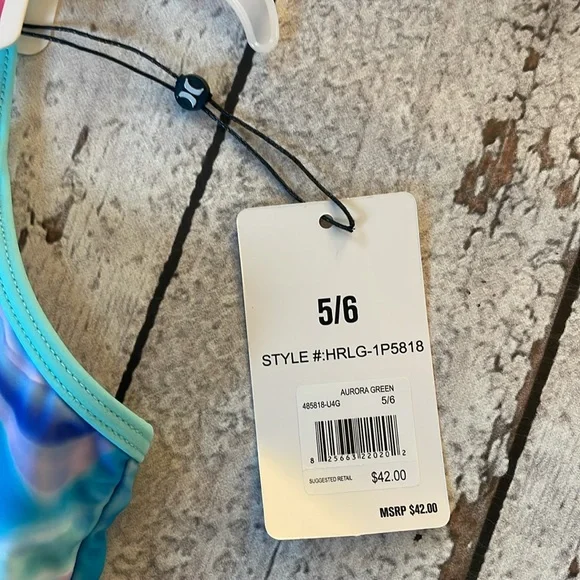 5/6
STYLE #:HRLG-1P5818
AURORA GREEN
485818-U4G 5/6
8 25663 22020 2
SUGGESTED RETAIL $42.00
MSRP $42.00